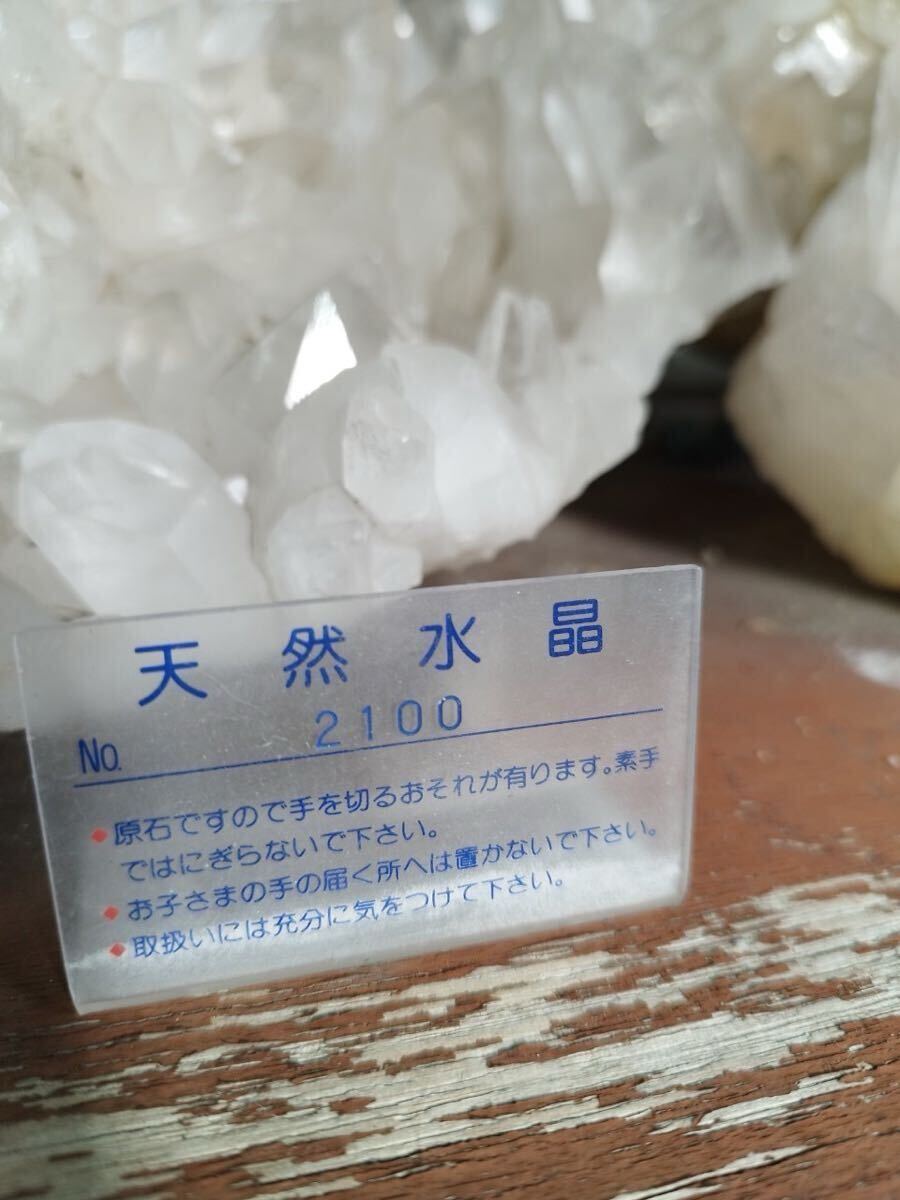 天然水晶
No. 2100
◆原石ですので手を切るおそれが有ります。素手
ではにぎらないで下さい。
◆お子さまの手の届く所へは置かないで下さい。
◆取扱いには充分に気をつけて下さい。